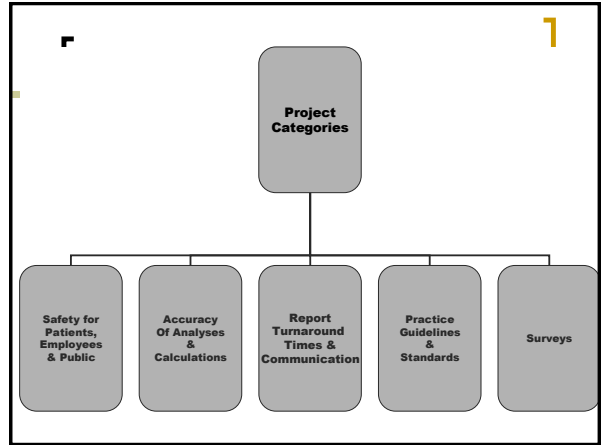 Project
Categories
Safety for
Patients,
Employees
& Public
Accuracy
Of Analyses
&
Calculations
Report
Turnaround
Times &
Communication
Practice
Guidelines
&
Standards
Surveys